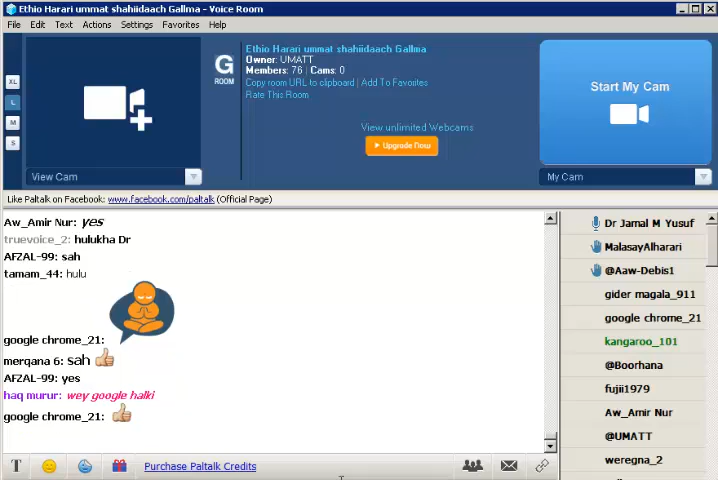 Ethio Harari ummat shahiidaach Gallma - Voice Room
File Edit Text Actions Settings Favorites Help
XL
L
M
S
View Cam
G
ROOM
Ethio Harari ummat shahiidaach Gallma
Owner: UMATT
Members: 76 | Cams: 0
Copy room URL to clipboard | Add To Favorites
Rate This Room
View unlimited Webcams
Upgrade Now
Start My Cam
My Cam
Like Paltalk on Facebook: www.facebook.com/paltalk (Official Page)
Aw_Amir Nur: yes
truevoice_2: hulukha Dr
AFZAL-99: sah
tamam_44: hulu
google chrome_21:
merqana 6: sah
AFZAL-99: yes
haq murur: wey google halki
google chrome_21:
T
Purchase Paltalk Credits
Dr Jamal M Yusuf
MalasayAlharari
@Aaw-Debis1
gider magala_911
google chrome_21
kangaroo_101
@Boorhana
fujii1979
Aw_Amir Nur
@UMATT
weregna_2